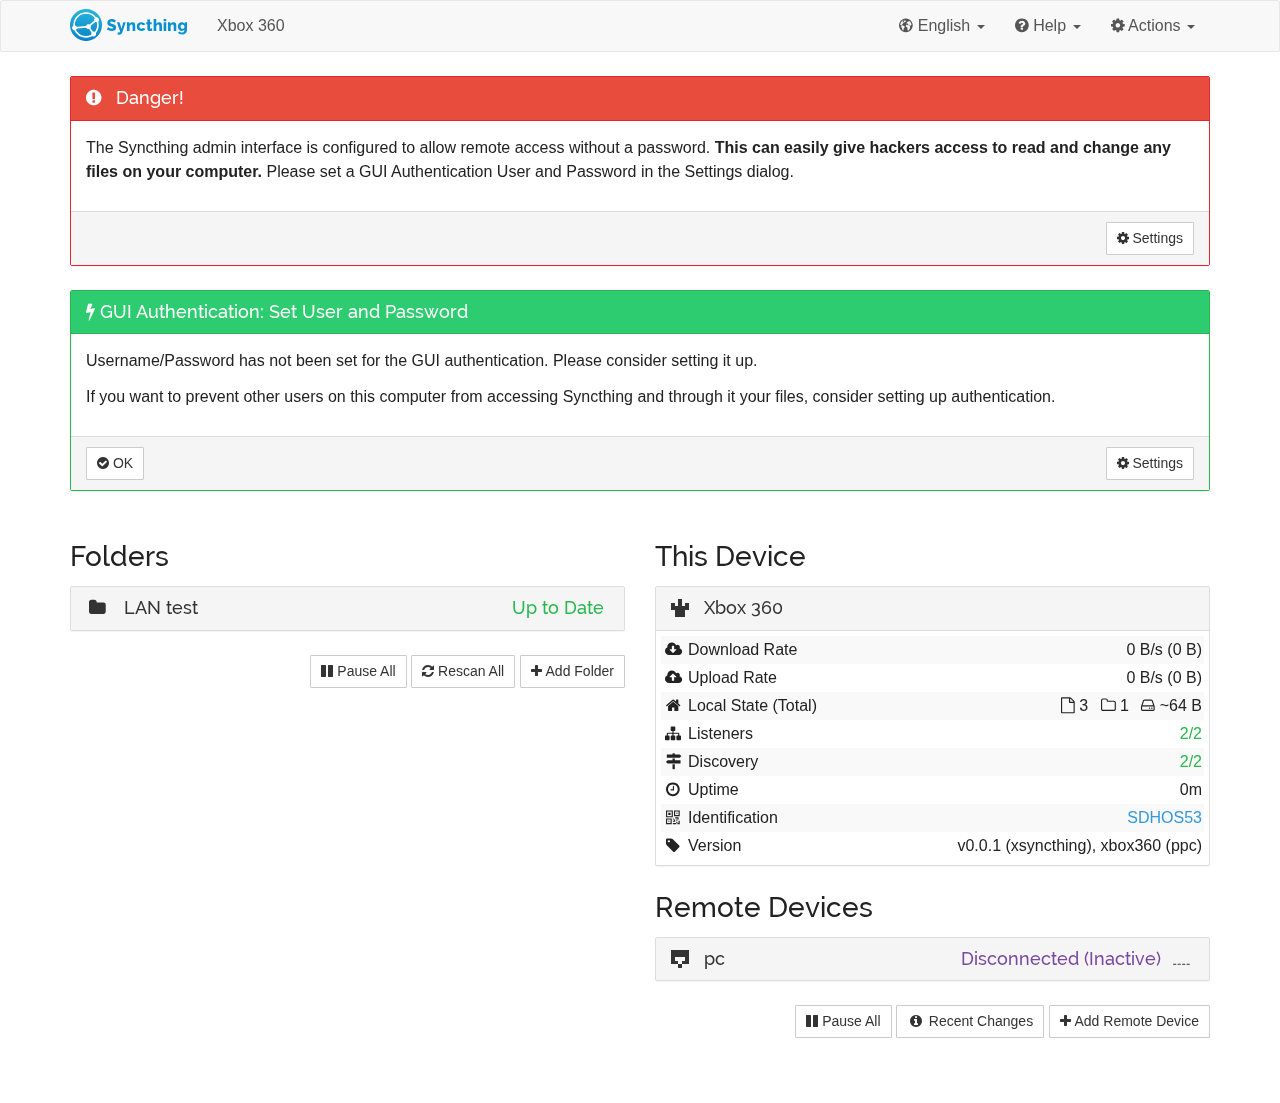 Syncthing Xbox 360 English Help Actions
Danger!
The Syncthing admin interface is configured to allow remote access without a password. This can easily give hackers access to read and change any
files on your computer. Please set a GUI Authentication User and Password in the Settings dialog.
Settings
GUI Authentication: Set User and Password
Username/Password has not been set for the GUI authentication. Please consider setting it up.
If you want to prevent other users on this computer from accessing Syncthing and through it your files, consider setting up authentication.
OK Settings
Folders
LAN test Up to Date
Pause All Rescan All Add Folder
This Device
Xbox 360
Download Rate 0 B/s (0 B)
Upload Rate 0 B/s (0 B)
Local State (Total) 3 1 ~64 B
Listeners 2/2
Discovery 2/2
Uptime 0m
Identification SDHOS53
Version v0.0.1 (xsyncthing), xbox360 (ppc)
Remote Devices
pc Disconnected (Inactive)
Pause All Recent Changes Add Remote Device